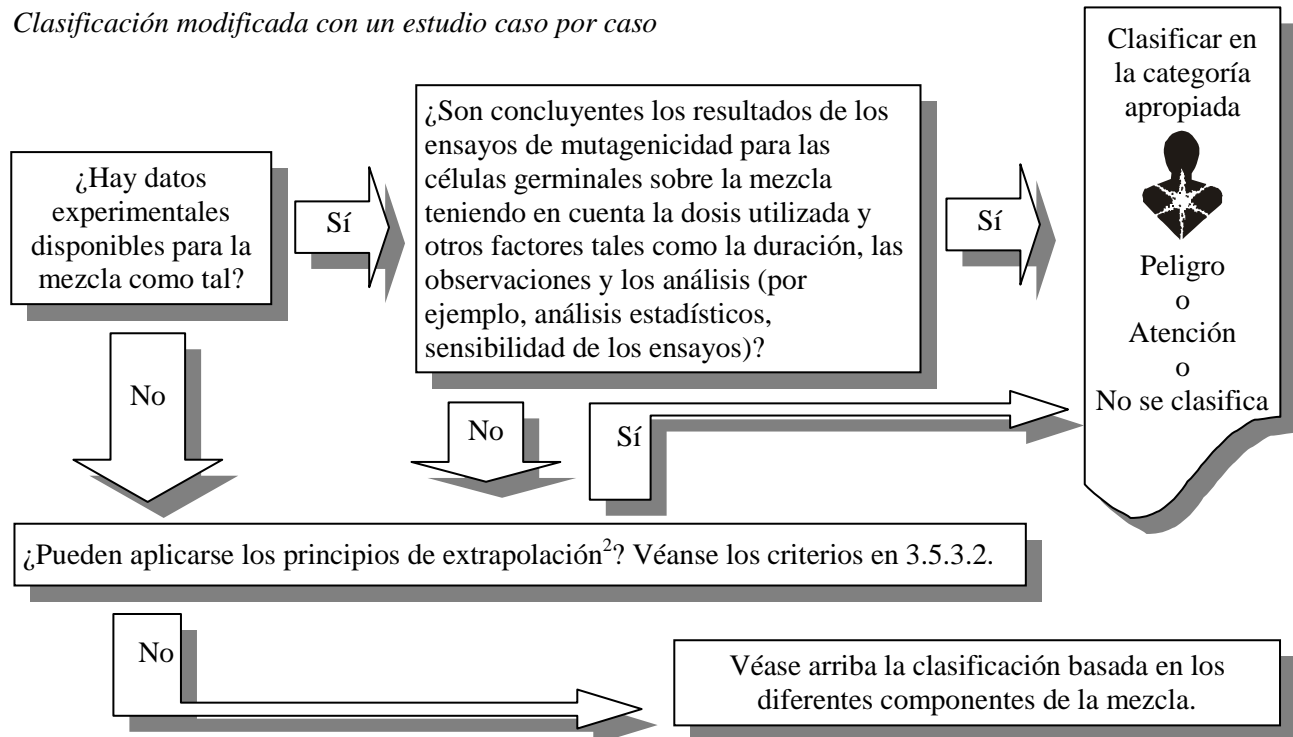 Clasificación modificada con un estudio caso por caso
¿Hay datos
experimentales
disponibles para la
mezcla como tal?
Sí
¿Son concluyentes los resultados de los
ensayos de mutagenicidad para las
células germinales sobre la mezcla
teniendo en cuenta la dosis utilizada y
otros factores tales como la duración, las
observaciones y los análisis (por
ejemplo, análisis estadísticos,
sensibilidad de los ensayos)?
Sí
Clasificar en
la categoría
apropiada
Peligro
o
Atención
o
No se clasifica
No
No
Sí
¿Pueden aplicarse los principios de extrapolación²? Véanse los criterios en 3.5.3.2.
No
Véase arriba la clasificación basada en los
diferentes componentes de la mezcla.